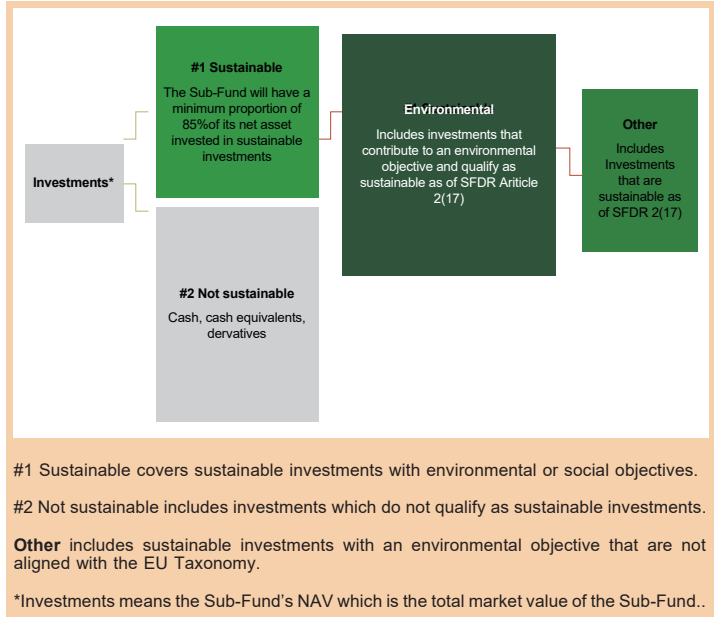 #1 Sustainable
The Sub-Fund will have a
minimum proportion of
85%of its net asset
invested in sustainable
investments
Investments*
#2 Not sustainable
Cash, cash equivalents,
dervatives
Environmental
Includes investments that
contribute to an environmental
objective and qualify as
sustainable as of SFDR Ariticle
2(17)
Other
Includes
Investments
that are
sustainable as
of SFDR 2(17)
#1 Sustainable covers sustainable investments with environmental or social objectives.
#2 Not sustainable includes investments which do not qualify as sustainable investments.
Other includes sustainable investments with an environmental objective that are not
aligned with the EU Taxonomy.
*Investments means the Sub-Fund's NAV which is the total market value of the Sub-Fund..